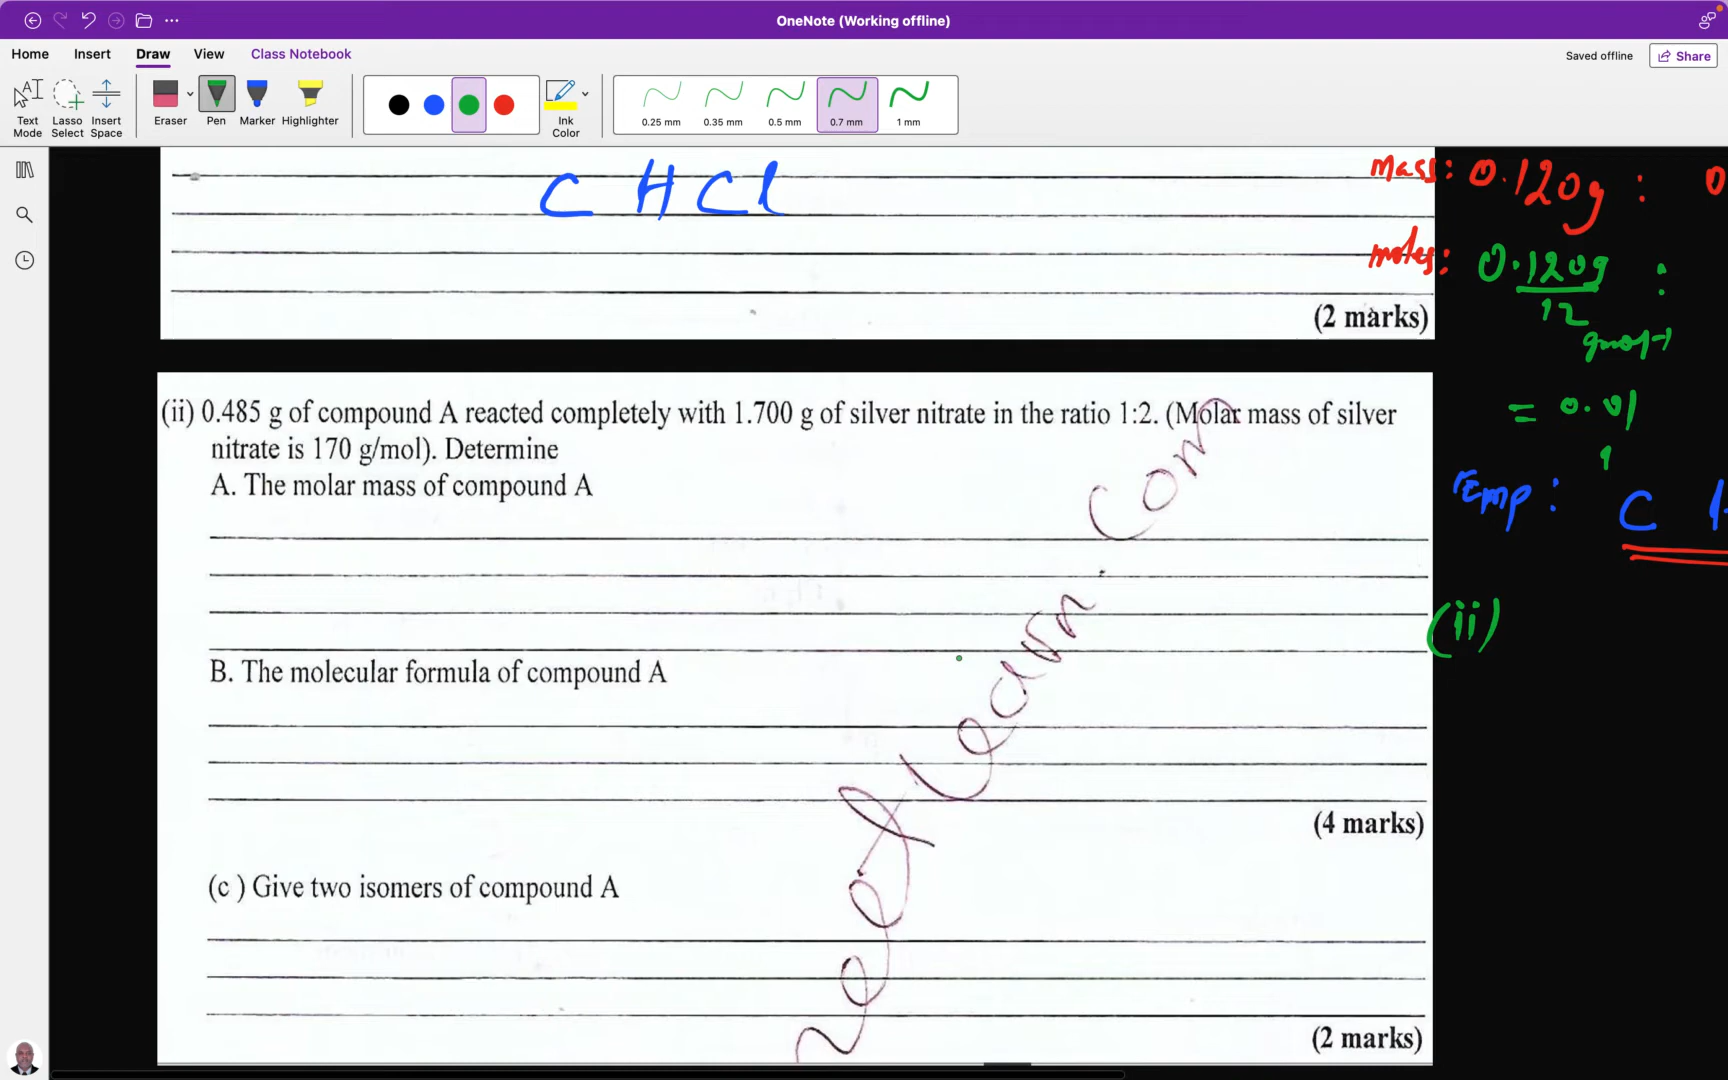 OneNote (Working offline)
Home Insert Draw View Class Notebook
Saved offline Share
Text Mode Lasso Select Insert Space Eraser Pen Marker Highlighter Ink Color 0.25 mm 0.35 mm 0.5 mm 0.7 mm 1 mm
C H Cl
mass: 0.120g : 0
moles: 0.120g :
12
gmol-1
(2 marks)
(ii) 0.485 g of compound A reacted completely with 1.700 g of silver nitrate in the ratio 1:2. (Molar mass of silver
nitrate is 170 g/mol). Determine
= 0.01
1
A. The molar mass of compound A
Emp: C
(ii)
B. The molecular formula of compound A
(4 marks)
(c ) Give two isomers of compound A
(2 marks)